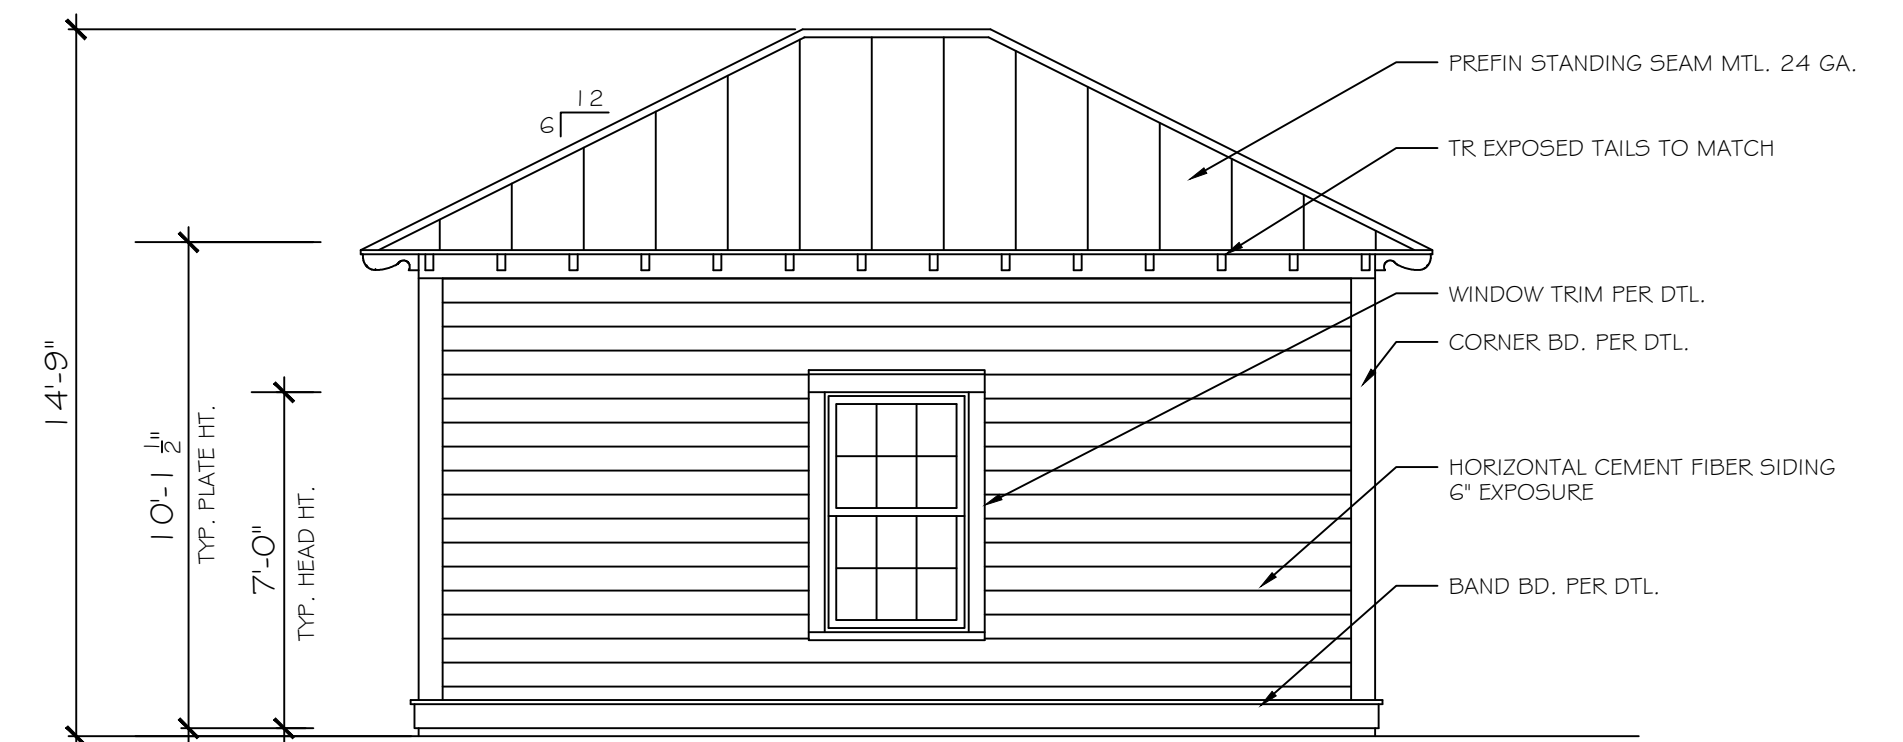 PREFIN STANDING SEAM MTL. 24 GA.
12
6
TR EXPOSED TAILS TO MATCH
WINDOW TRIM PER DTL.
CORNER BD. PER DTL.
14'-9"
10'-1 1/2"
TYP. PLATE HT.
7'-0"
TYP. HEAD HT.
HORIZONTAL CEMENT FIBER SIDING
6" EXPOSURE
BAND BD. PER DTL.